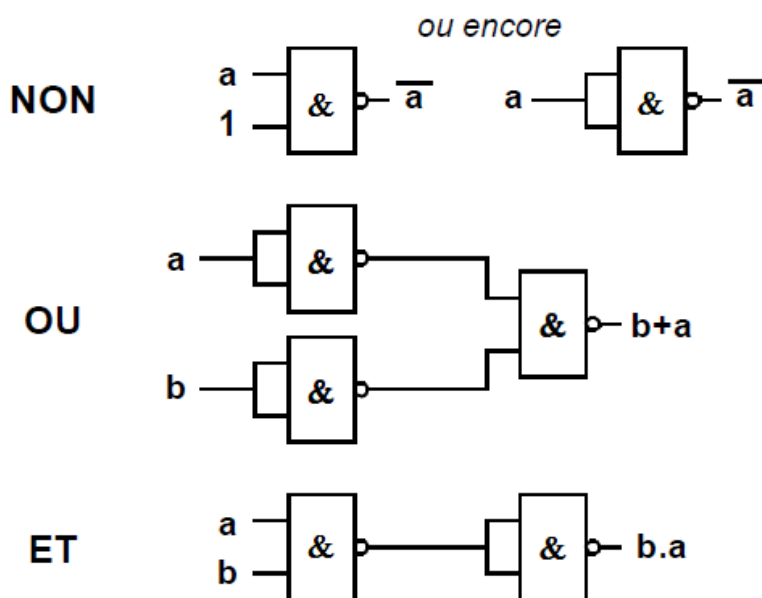 ou encore
NON a & a̅ a & a̅
1
a &
OU & b+a
b &
ET a & & b.a
b